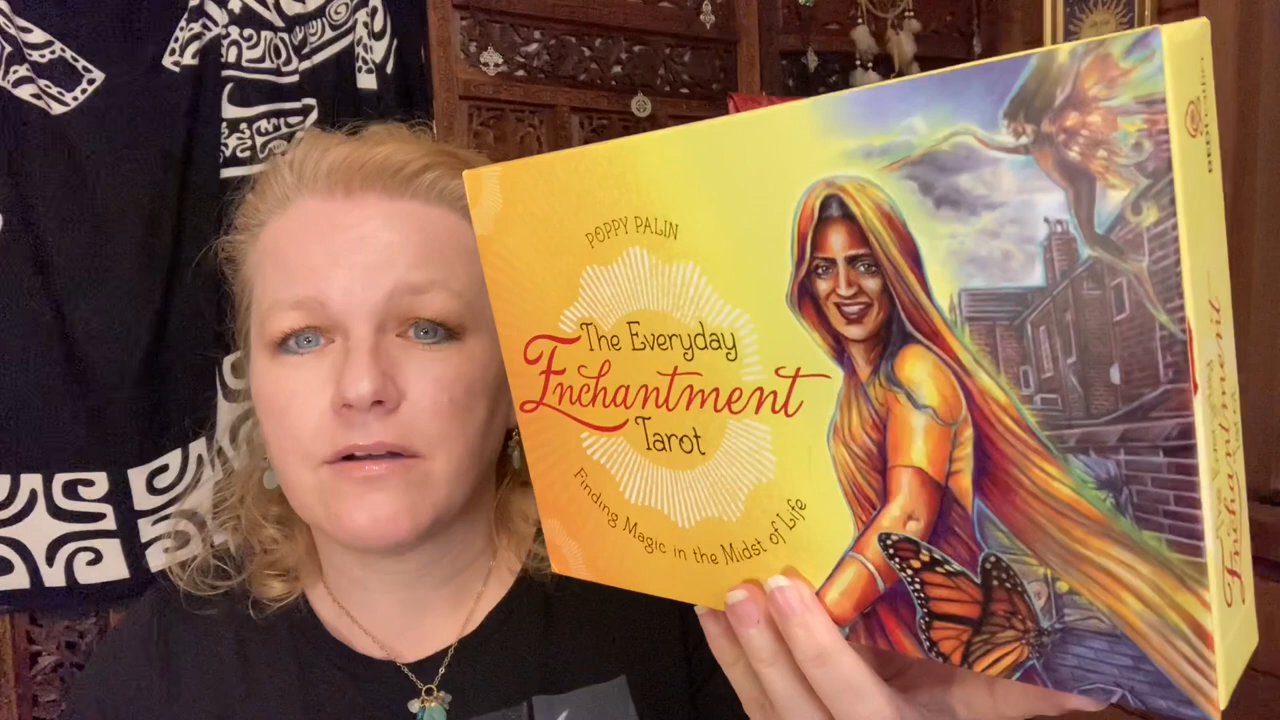 POPPY PALIN
The Everyday
Enchantment
Tarot
Finding Magic in the Midst of Life
Enchantment